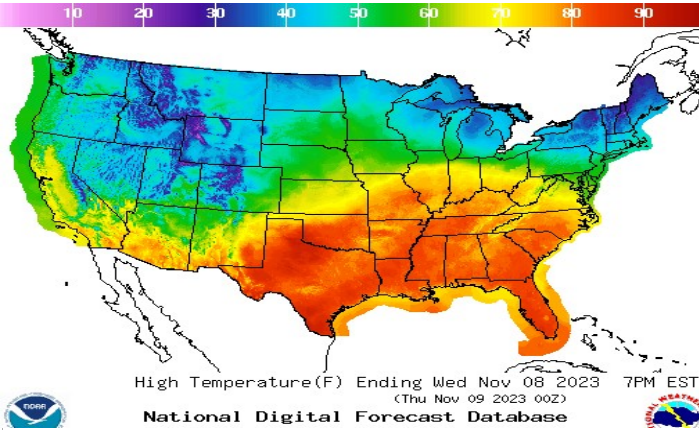 10 20 30 40 50 60 70 80 90
High Temperature(F) Ending Wed Nov 08 2023 7PM EST
(Thu Nov 09 2023 00Z)
National Digital Forecast Database
NOAA